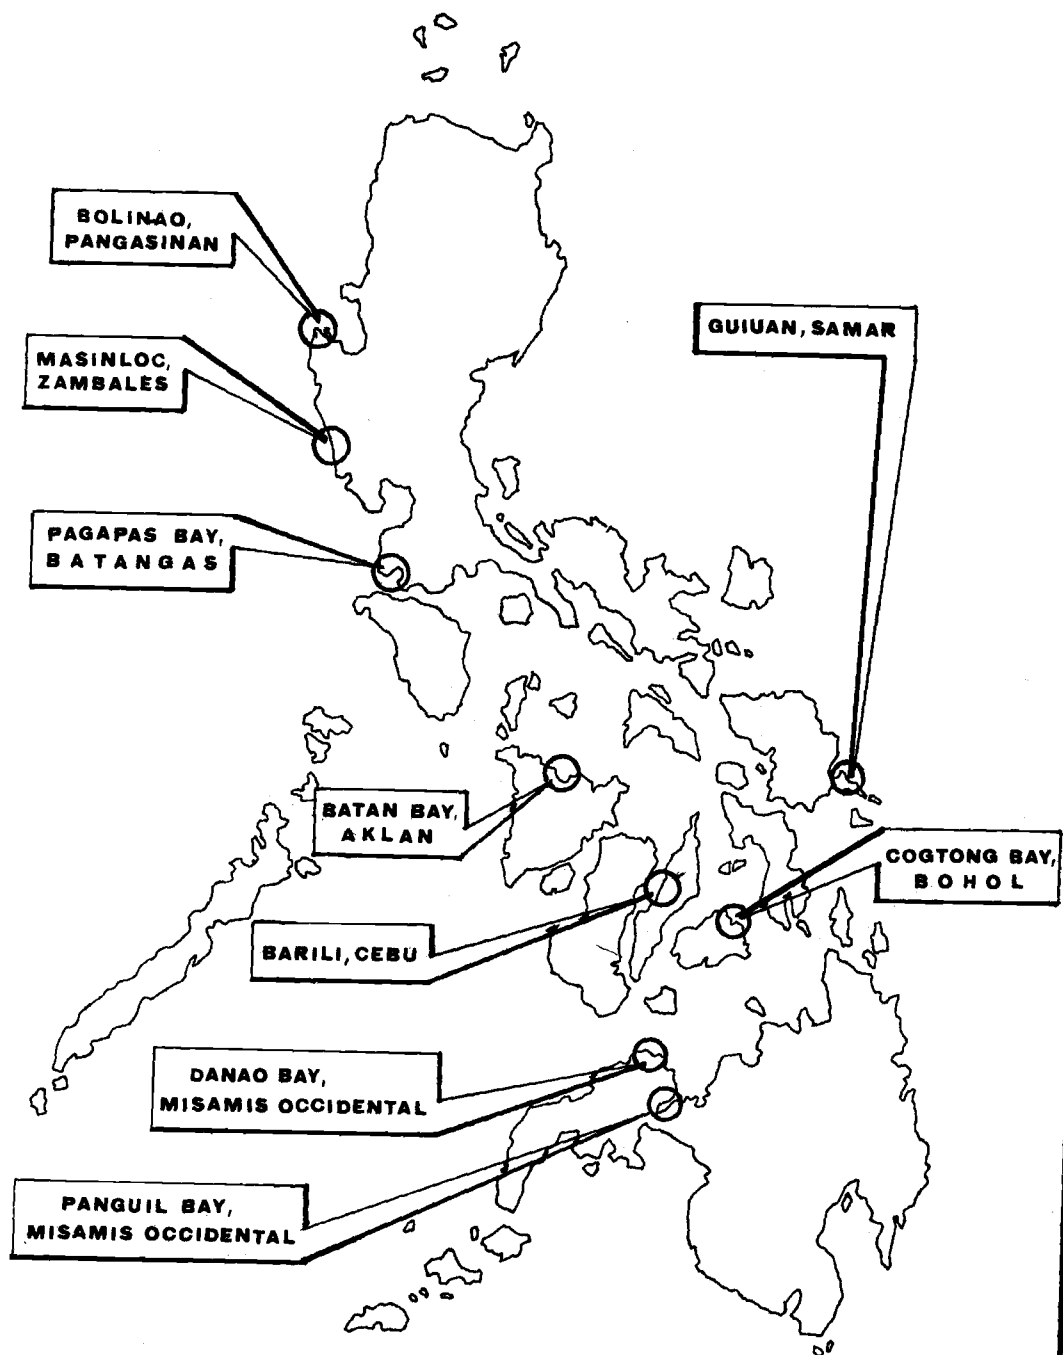 BOLINAO,
PANGASINAN
GUIUAN, SAMAR
MASINLOC,
ZAMBALES
PAGAPAS BAY,
BATANGAS
BATAN BAY,
AKLAN
COGTONG BAY,
BOHOL
BARILI, CEBU
DANAO BAY,
MISAMIS OCCIDENTAL
PANGUIL BAY,
MISAMIS OCCIDENTAL